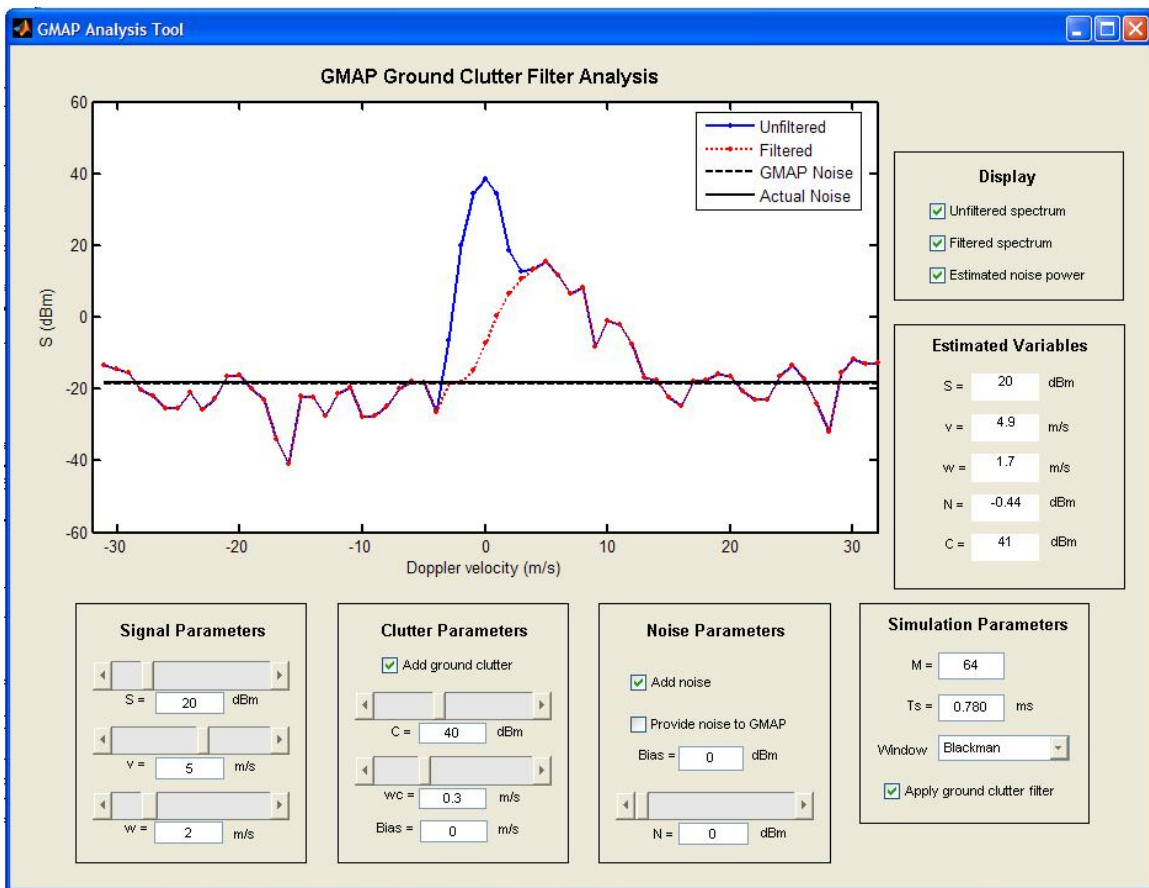 GMAP Analysis Tool
GMAP Ground Clutter Filter Analysis
60
40
20
0
-20
-40
-60
S (dBm)
-30
-20
-10
0
10
20
30
Doppler velocity (m/s)
Unfiltered
Filtered
GMAP Noise
Actual Noise
Display
Unfiltered spectrum
Filtered spectrum
Estimated noise power
Estimated Variables
S = 20 dBm
v = 4.9 m/s
w = 1.7 m/s
N = -0.44 dBm
C = 41 dBm
Signal Parameters
S = 20 dBm
v = 5 m/s
w = 2 m/s
Clutter Parameters
Add ground clutter
C = 40 dBm
wc = 0.3 m/s
Bias = 0 m/s
Noise Parameters
Add noise
Provide noise to GMAP
Bias = 0 dBm
N = 0 dBm
Simulation Parameters
M = 64
Ts = 0.780 ms
Window Blackman
Apply ground clutter filter